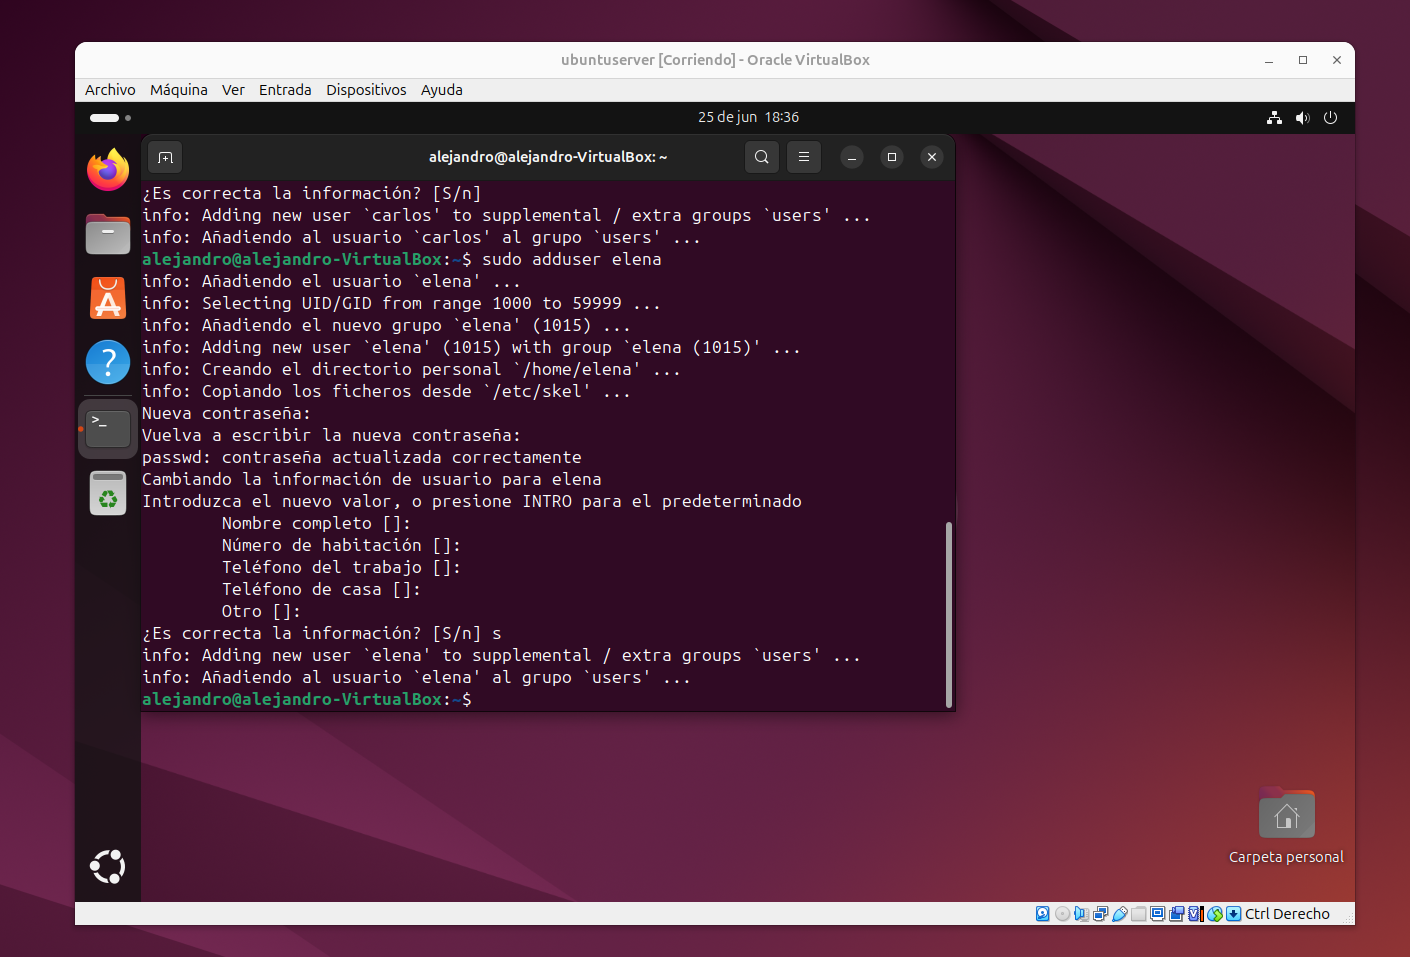 ubuntuserver [Corriendo] - Oracle VirtualBox
Archivo Máquina Ver Entrada Dispositivos Ayuda
25 de jun 18:36
alejandro@alejandro-VirtualBox: ~
¿Es correcta la información? [S/n]
info: Adding new user `carlos' to supplemental / extra groups `users' ...
info: Añadiendo al usuario `carlos' al grupo `users' ...
alejandro@alejandro-VirtualBox:~$ sudo adduser elena
info: Añadiendo el usuario `elena' ...
info: Selecting UID/GID from range 1000 to 59999 ...
info: Añadiendo el nuevo grupo `elena' (1015) ...
info: Adding new user `elena' (1015) with group `elena (1015)' ...
info: Creando el directorio personal `/home/elena' ...
info: Copiando los ficheros desde `/etc/skel' ...
Nueva contraseña:
Vuelva a escribir la nueva contraseña:
passwd: contraseña actualizada correctamente
Cambiando la información de usuario para elena
Introduzca el nuevo valor, o presione INTRO para el predeterminado
Nombre completo []:
Número de habitación []:
Teléfono del trabajo []:
Teléfono de casa []:
Otro []:
¿Es correcta la información? [S/n] s
info: Adding new user `elena' to supplemental / extra groups `users' ...
info: Añadiendo al usuario `elena' al grupo `users' ...
alejandro@alejandro-VirtualBox:~$
Carpeta personal
Ctrl Derecho